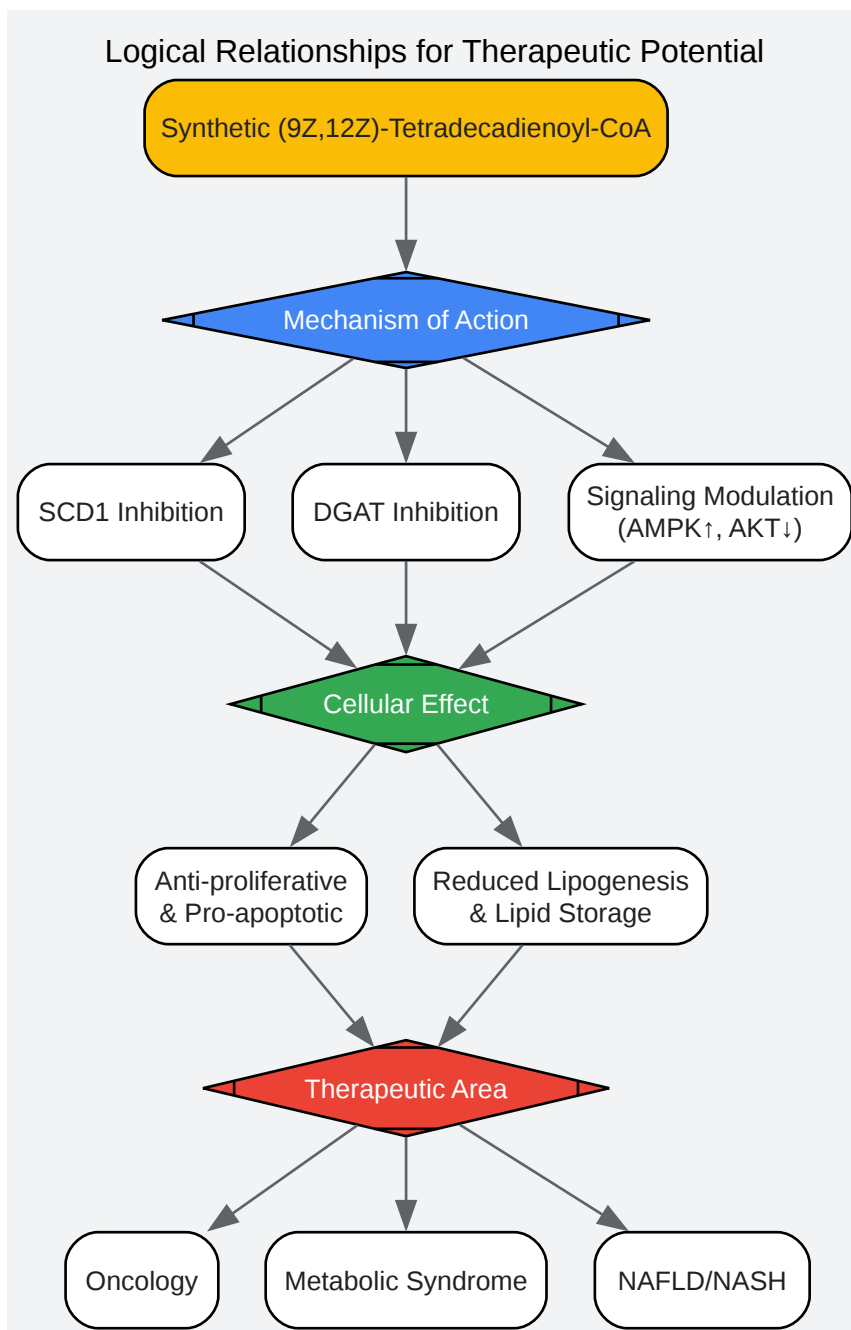 Logical Relationships for Therapeutic Potential
Synthetic (9Z,12Z)-Tetradecadienoyl-CoA
Mechanism of Action
SCD1 Inhibition
DGAT Inhibition
Signaling Modulation
(AMPK↑, AKT↓)
Cellular Effect
Anti-proliferative
& Pro-apoptotic
Reduced Lipogenesis
& Lipid Storage
Therapeutic Area
Oncology
Metabolic Syndrome
NAFLD/NASH